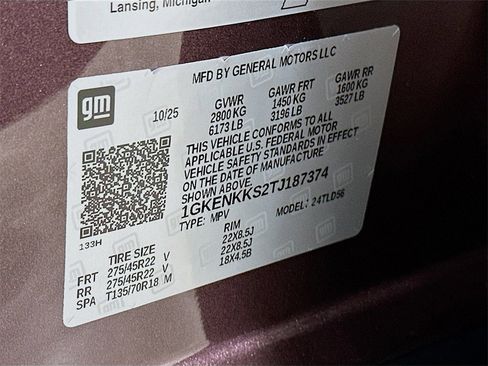 Lansing, Michigan
MFD BY GENERAL MOTORS LLC
gm
10/25
GVWR GAWR FRT GAWR RR
2800 KG 1450 KG 1600 KG
6173 LB 3196 LB 3527 LB
THIS VEHICLE CONFORMS TO ALL
APPLICABLE U.S. FEDERAL MOTOR
VEHICLE SAFETY STANDARDS IN EFFECT
ON THE DATE OF MANUFACTURE
SHOWN ABOVE.
1GKENKKS2TJ187374
TYPE: MPV MODEL: 24TLD56
133H
TIRE SIZE RIM
FRT 275/45R22 V 22X8.5J
RR 275/45R22 V 22X8.5J
SPA T135/70R18 M 18X4.5B